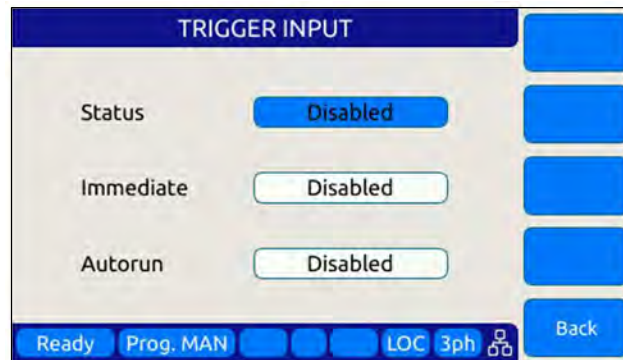 TRIGGER INPUT
Status Disabled
Immediate Disabled
Autorun Disabled
Ready Prog. MAN LOC 3ph Back